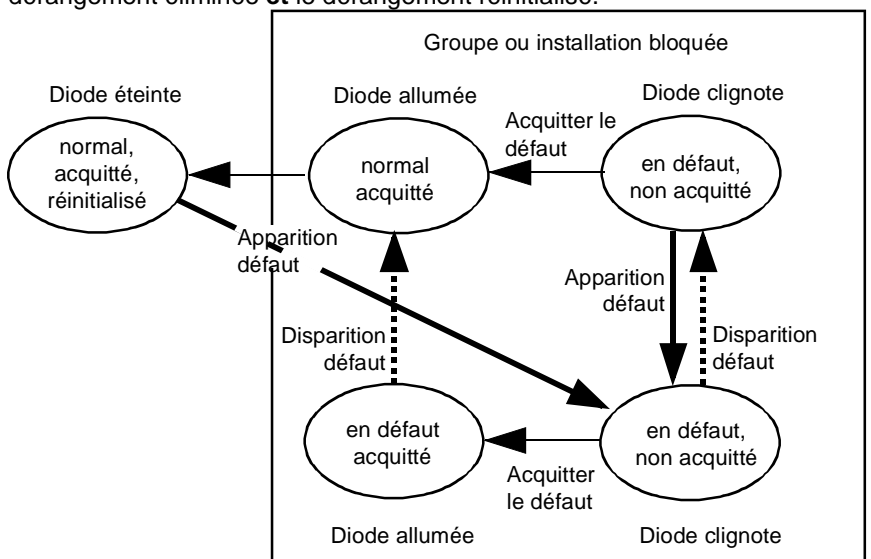 dérangement éliminés et le dérangement réinitialisé.
Groupe ou installation bloquée
Diode éteinte
Diode allumée
Diode clignote
Acquitter le
défaut
normal,
acquitté,
réinitialisé
normal
acquitté
en défaut,
non acquitté
Apparition
défaut
Apparition
défaut
Disparition
défaut
Disparition
défaut
en défaut
acquitté
en défaut,
non acquitté
Acquitter
le défaut
Diode allumée
Diode clignote